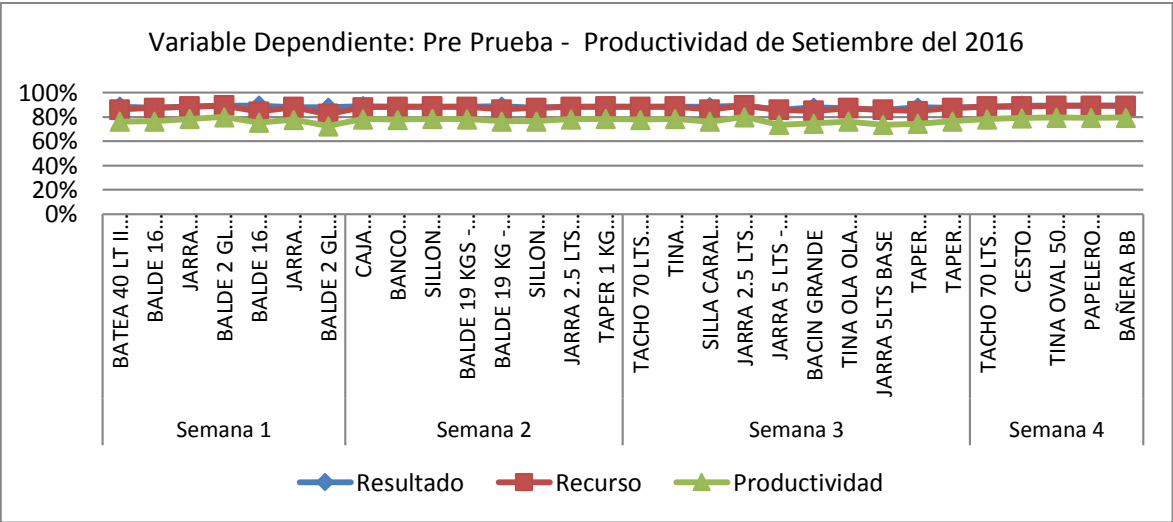 Variable Dependiente: Pre Prueba - Productividad de Setiembre del 2016
100%
80%
60%
40%
20%
0%
BATEA 40 LT II…
BALDE 16…
JARRA…
BALDE 2 GL…
BALDE 16…
JARRA…
BALDE 2 GL…
CAJA…
BANCO…
SILLON…
BALDE 19 KGS -…
BALDE 19 KG -…
SILLON…
JARRA 2.5 LTS…
TAPER 1 KG…
TACHO 70 LTS.…
TINA…
SILLA CARAL…
JARRA 2.5 LTS…
JARRA 5 LTS -…
BACIN GRANDE
TINA OLA OLA…
JARRA 5LTS BASE
TAPER…
TAPER…
TACHO 70 LTS.…
CESTO…
TINA OVAL 50…
PAPELERO…
BAÑERA BB
Semana 1
Semana 2
Semana 3
Semana 4
Resultado
Recurso
Productividad